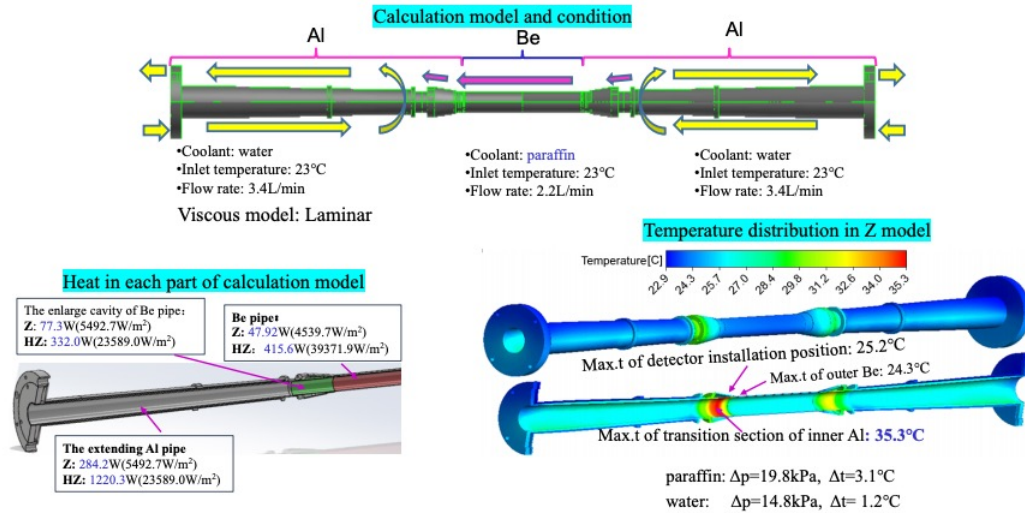 Calculation model and condition
Al
Be
Al
•Coolant: water
•Inlet temperature: 23℃
•Flow rate: 3.4L/min
•Coolant: paraffin
•Inlet temperature: 23℃
•Flow rate: 2.2L/min
•Coolant: water
•Inlet temperature: 23℃
•Flow rate: 3.4L/min
Viscous model: Laminar
Heat in each part of calculation model
The enlarge cavity of Be pipe:
Z: 77.3W(5492.7W/m²)
HZ: 332.0W(23589.0W/m²)
Be pipe:
Z: 47.92W(4539.7W/m²)
HZ: 415.6W(39371.9W/m²)
The extending Al pipe
Z: 284.2W(5492.7W/m²)
HZ: 1220.3W(23589.0W/m²)
Temperature distribution in Z model
Temperature[C]
22.9 24.3 25.7 27.0 28.4 29.8 31.2 32.6 34.0 35.3
Max.t of detector installation position: 25.2℃
Max.t of outer Be: 24.3℃
Max.t of transition section of inner Al: 35.3℃
paraffin: Δp=19.8kPa, Δt=3.1℃
water: Δp=14.8kPa, Δt= 1.2℃